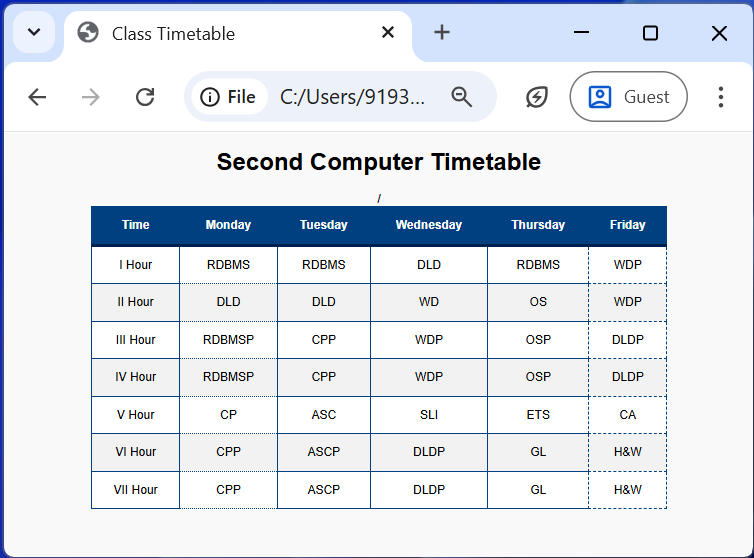 Class Timetable
File C:/Users/9193... Guest
Second Computer Timetable
/
Time Monday Tuesday Wednesday Thursday Friday
I Hour RDBMS RDBMS DLD RDBMS WDP
II Hour DLD DLD WD OS WDP
III Hour RDBMSP CPP WDP OSP DLDP
IV Hour RDBMSP CPP WDP OSP DLDP
V Hour CP ASC SLI ETS CA
VI Hour CPP ASCP DLDP GL H&W
VII Hour CPP ASCP DLDP GL H&W